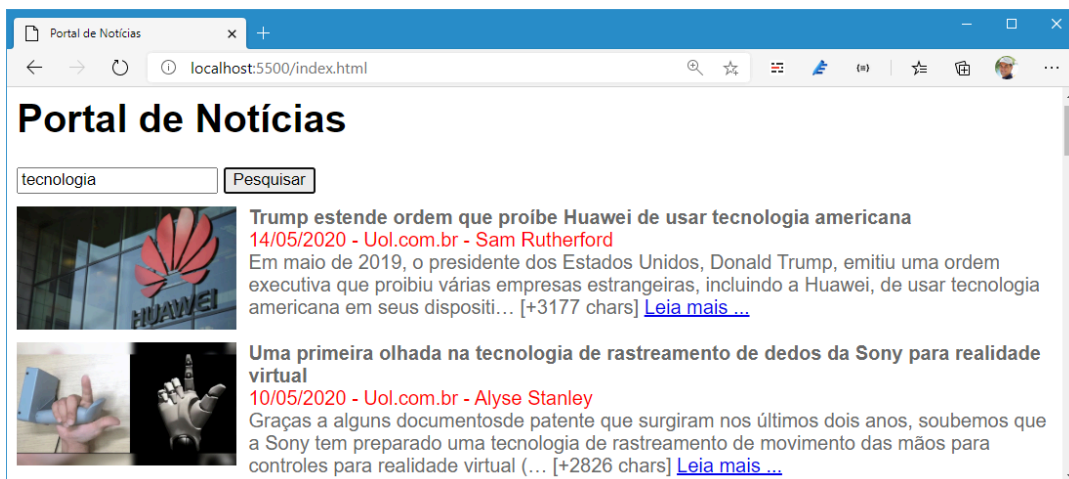 Portal de Notícias
localhost:5500/index.html
Portal de Notícias
tecnologia Pesquisar
HUAWEI
Trump estende ordem que proíbe Huawei de usar tecnologia americana
14/05/2020 - Uol.com.br - Sam Rutherford
Em maio de 2019, o presidente dos Estados Unidos, Donald Trump, emitiu uma ordem
executiva que proibiu várias empresas estrangeiras, incluindo a Huawei, de usar tecnologia
americana em seus dispositi… [+3177 chars] Leia mais ...
Uma primeira olhada na tecnologia de rastreamento de dedos da Sony para realidade
virtual
10/05/2020 - Uol.com.br - Alyse Stanley
Graças a alguns documentosde patente que surgiram nos últimos dois anos, soubemos que
a Sony tem preparado uma tecnologia de rastreamento de movimento das mãos para
controles para realidade virtual (… [+2826 chars] Leia mais ...